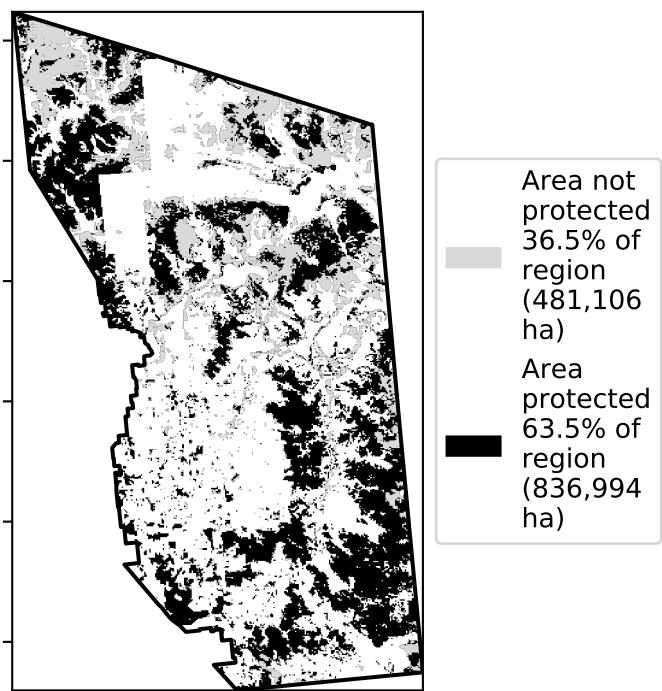 Area not
protected
36.5% of
region
(481,106
ha)
Area
protected
63.5% of
region
(836,994
ha)